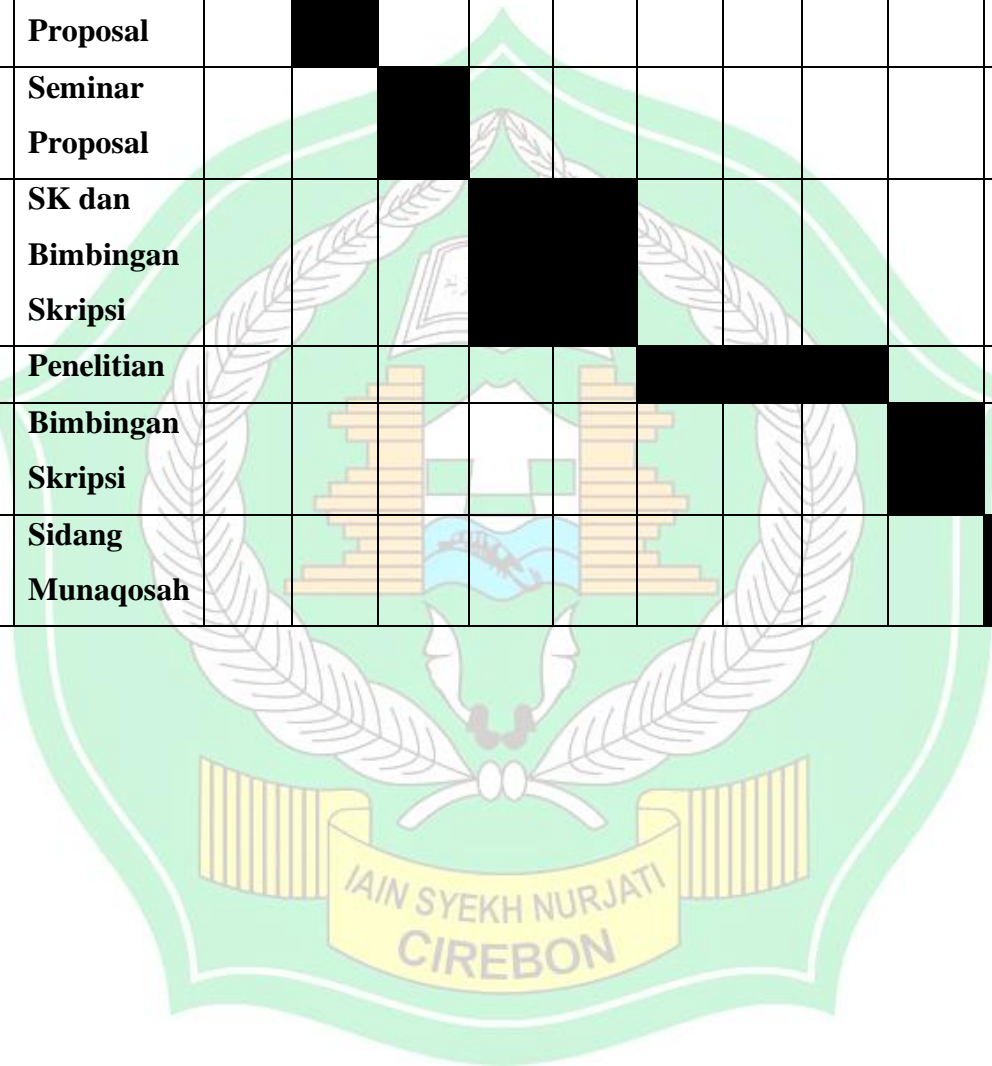 Proposal
Seminar
Proposal
SK dan
Bimbingan
Skripsi
Penelitian
Bimbingan
Skripsi
Sidang
Munaqosah
IAIN SYEKH NURJATI
CIREBON